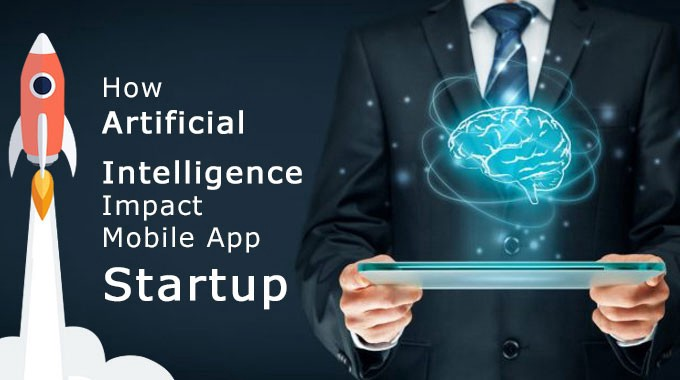 How
Artificial
Intelligence
Impact
Mobile App
Startup